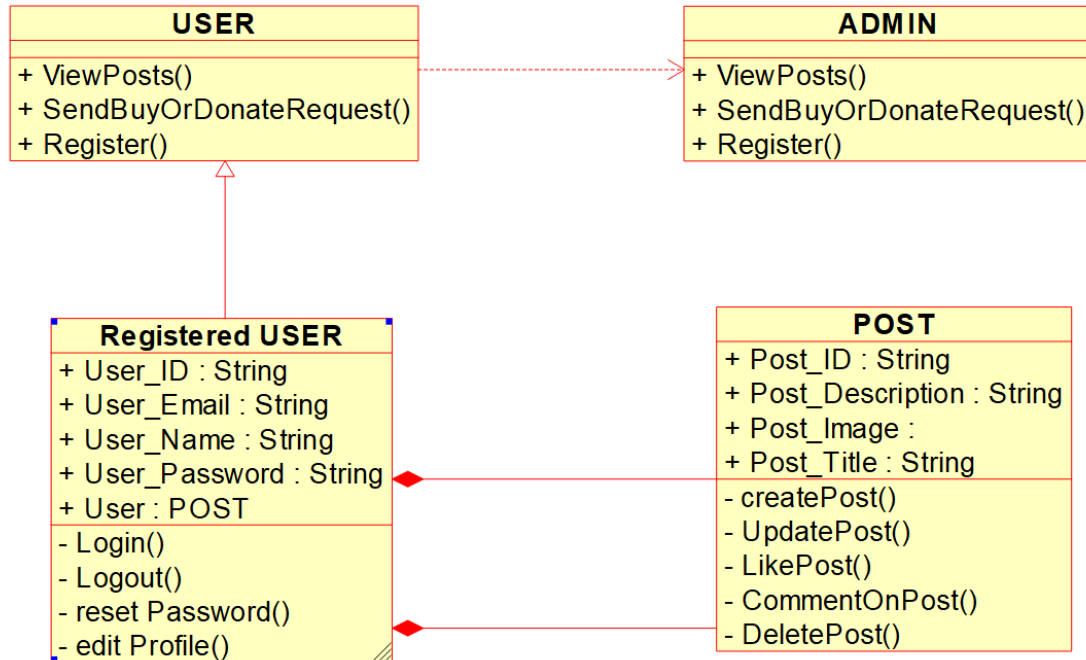 USER
+ ViewPosts()
+ SendBuyOrDonateRequest()
+ Register()
ADMIN
+ ViewPosts()
+ SendBuyOrDonateRequest()
+ Register()
Registered USER
+ User_ID : String
+ User_Email : String
+ User_Name : String
+ User_Password : String
+ User : POST
- Login()
- Logout()
- reset Password()
- edit Profile()
POST
+ Post_ID : String
+ Post_Description : String
+ Post_Image :
+ Post_Title : String
- createPost()
- UpdatePost()
- LikePost()
- CommentOnPost()
- DeletePost()